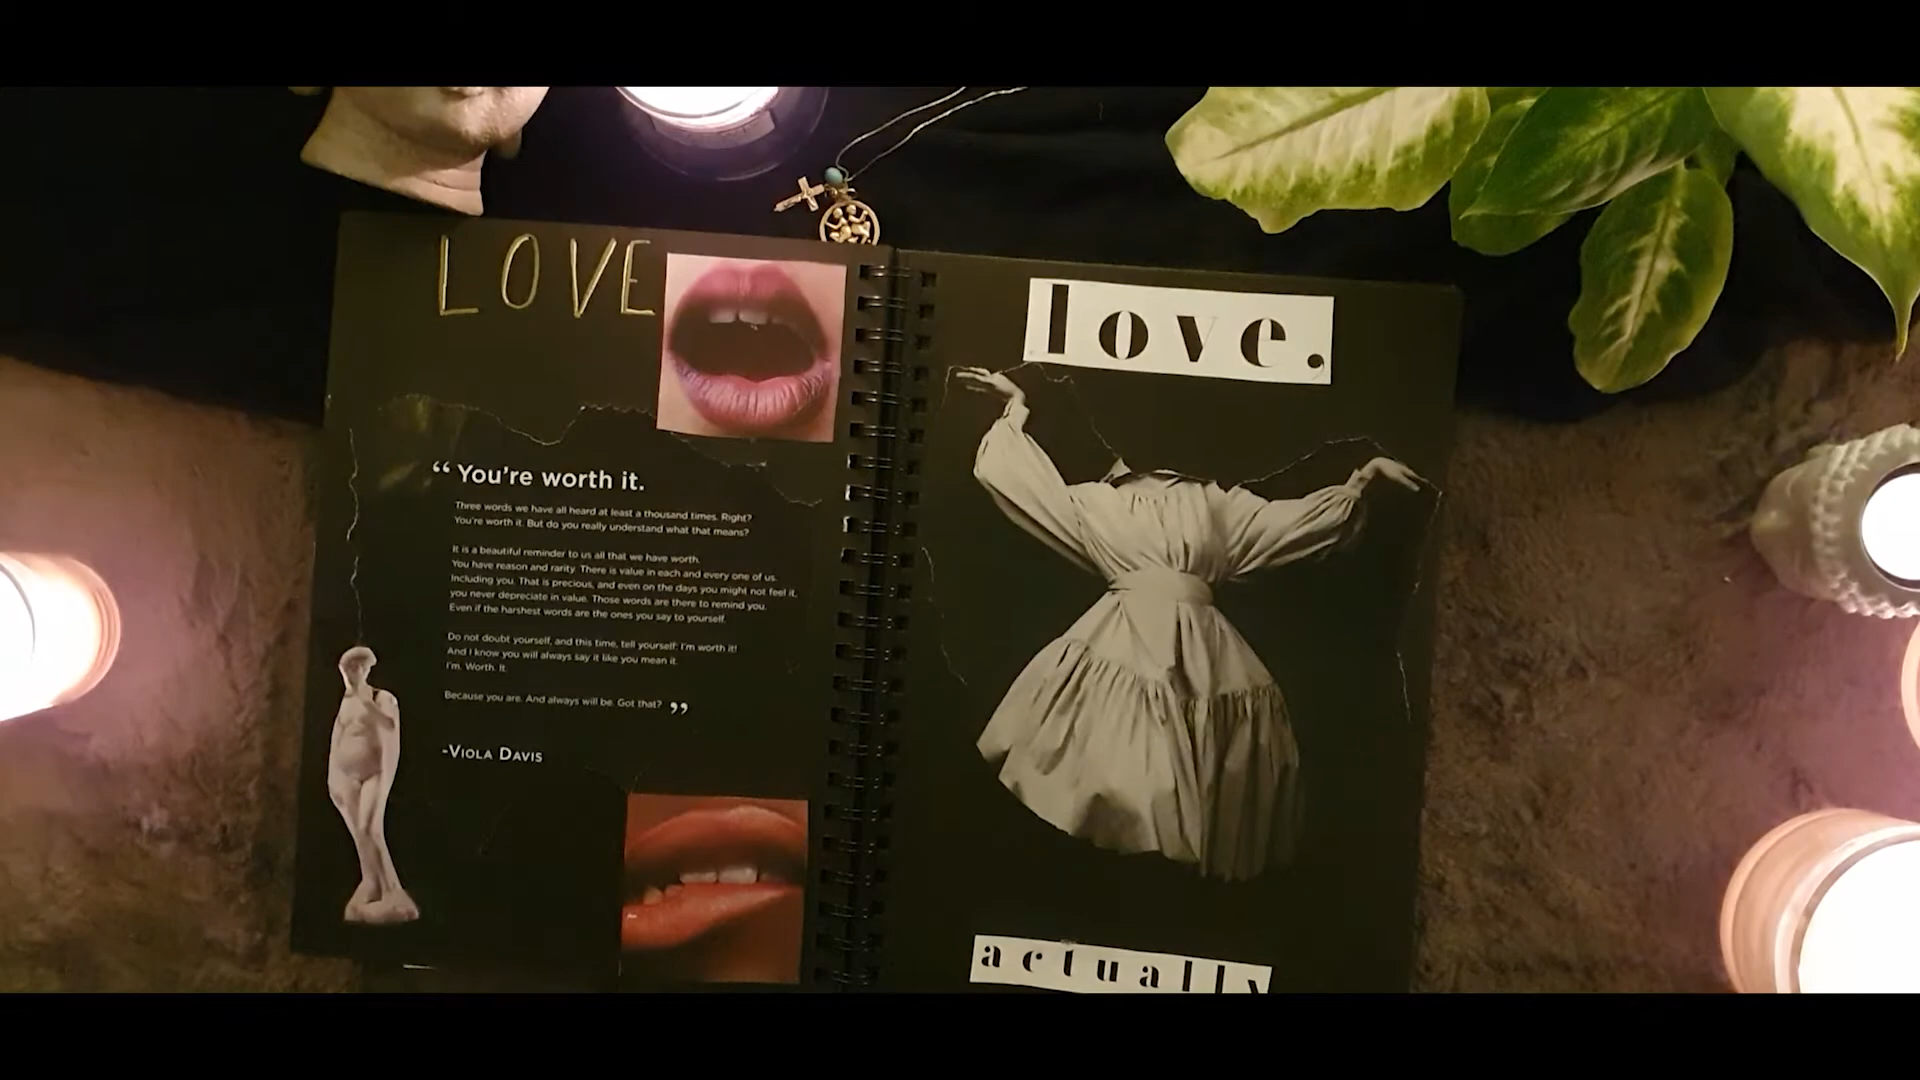 LOVE
“ You're worth it.
Three words we have all heard at least a thousand times. Right?
You're worth it. But do you really understand what that means?
It is a beautiful reminder to us all that we have worth.
You have reason and rarity. There is value in each and every one of us.
Including you. That is precious, and even on the days you might not feel it,
you never depreciate in value. Those words are there to remind you.
Even if the harshest words are the ones you say to yourself.
Do not doubt yourself, and this time, tell yourself: I'm worth it!
And I know you will always say it like you mean it.
I'm. Worth. It.
Because you are. And always will be. Got that? ”
-Viola Davis
love.
actually